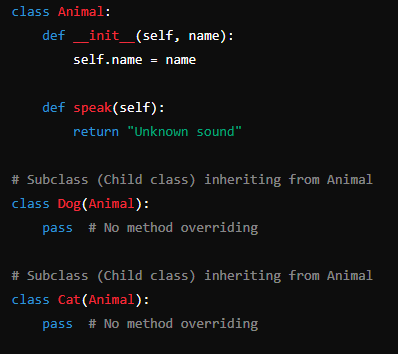 class Animal:
    def __init__(self, name):
        self.name = name
    def speak(self):
        return "Unknown sound"
# Subclass (Child class) inheriting from Animal
class Dog(Animal):
    pass  # No method overriding
# Subclass (Child class) inheriting from Animal
class Cat(Animal):
    pass  # No method overriding